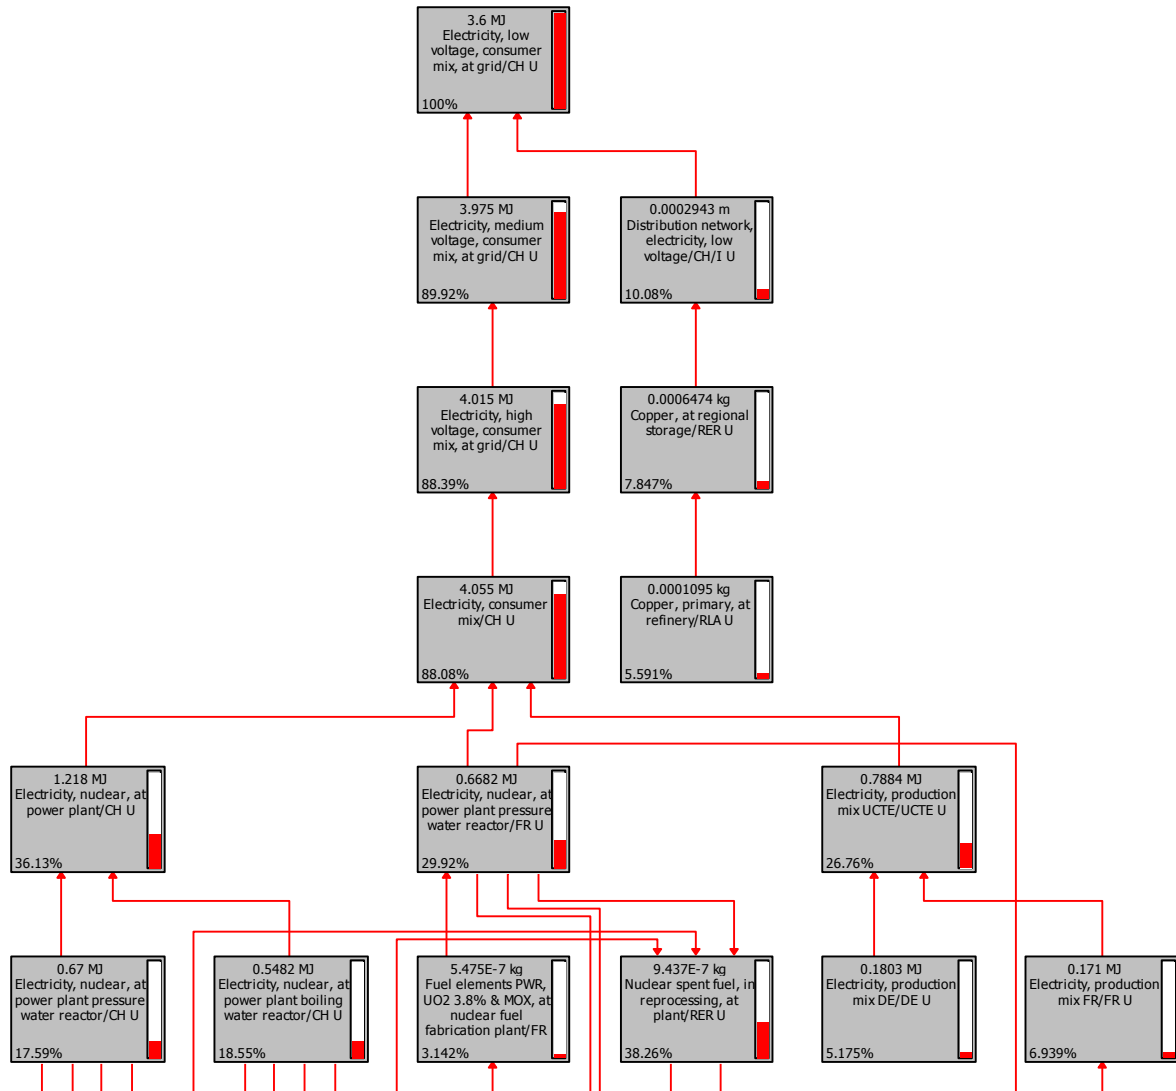 3.6 MJ
Electricity, low
voltage, consumer
mix, at grid/CH U
100%
3.975 MJ
Electricity, medium
voltage, consumer
mix, at grid/CH U
89.92%
0.0002943 m
Distribution network,
electricity, low
voltage/CH/I U
10.08%
4.015 MJ
Electricity, high
voltage, consumer
mix, at grid/CH U
88.39%
0.0006474 kg
Copper, at regional
storage/RER U
7.847%
4.055 MJ
Electricity, consumer
mix/CH U
88.08%
0.0001095 kg
Copper, primary, at
refinery/RLA U
5.591%
1.218 MJ
Electricity, nuclear, at
power plant/CH U
36.13%
0.6682 MJ
Electricity, nuclear, at
power plant pressure
water reactor/FR U
29.92%
0.7884 MJ
Electricity, production
mix UCTE/UCTE U
26.76%
0.67 MJ
Electricity, nuclear, at
power plant pressure
water reactor/CH U
17.59%
0.5482 MJ
Electricity, nuclear, at
power plant boiling
water reactor/CH U
18.55%
5.475E-7 kg
Fuel elements PWR,
UO2 3.8% & MOX, at
nuclear fuel
fabrication plant/FR
3.142%
9.437E-7 kg
Nuclear spent fuel, in
reprocessing, at
plant/RER U
38.26%
0.1803 MJ
Electricity, production
mix DE/DE U
5.175%
0.171 MJ
Electricity, production
mix FR/FR U
6.939%